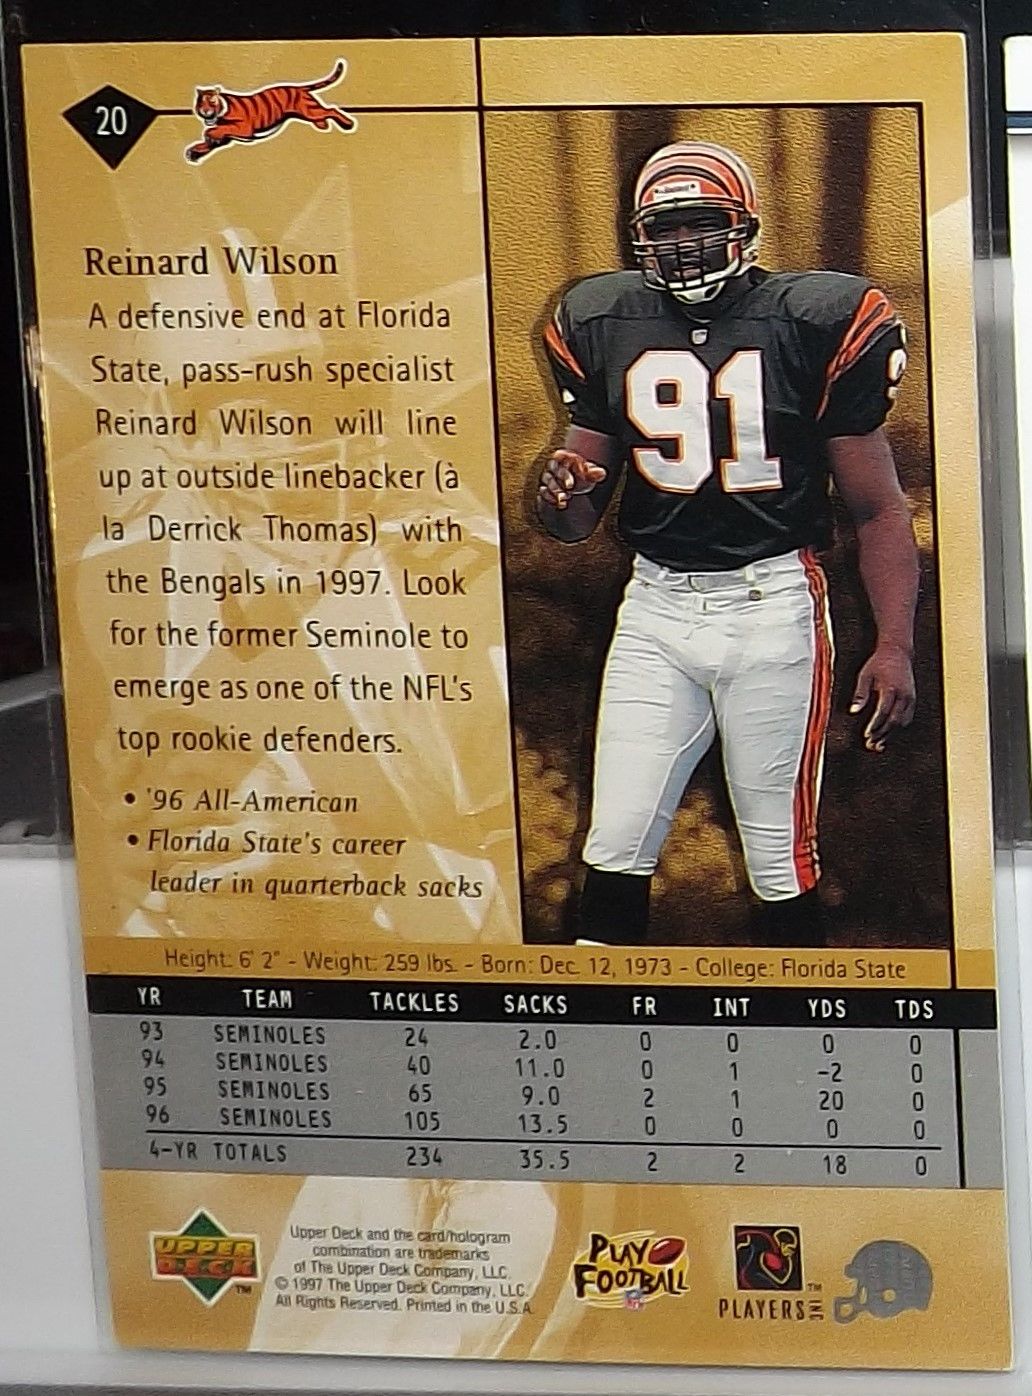 20
Reinard Wilson
A defensive end at Florida
State, pass-rush specialist
Reinard Wilson will line
up at outside linebacker (à
la Derrick Thomas) with
the Bengals in 1997. Look
for the former Seminole to
emerge as one of the NFL's
top rookie defenders.
• '96 All-American
• Florida State's career
leader in quarterback sacks
91
9
Height: 6' 2" - Weight: 259 lbs. - Born: Dec. 12, 1973 - College: Florida State
YR TEAM TACKLES SACKS FR INT YDS TDS
93 SEMINOLES 24 2.0 0 0 0 0
94 SEMINOLES 40 11.0 0 1 -2 0
95 SEMINOLES 65 9.0 2 1 20 0
96 SEMINOLES 105 13.5 0 0 0 0
4-YR TOTALS 234 35.5 2 2 18 0
UPPER
DECK™
Upper Deck and the card/hologram
combination are trademarks
of The Upper Deck Company, LLC.
© 1997 The Upper Deck Company, LLC.
All Rights Reserved. Printed in the U.S.A.
PLAY
FOOTBALL
NFL
PLAYERS INC
™